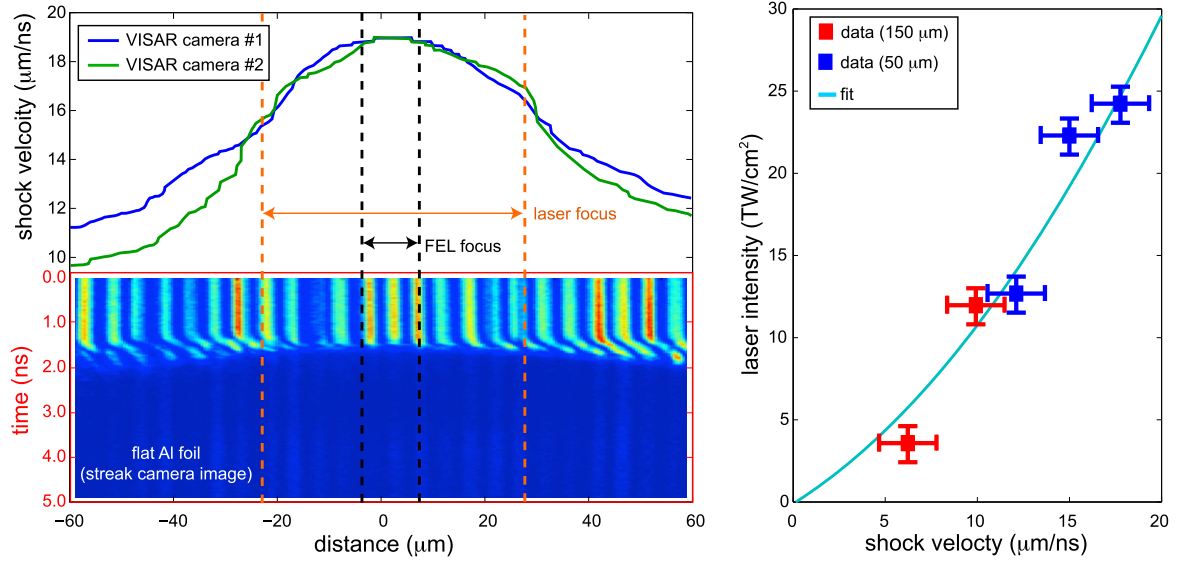 VISAR camera #1
VISAR camera #2
shock velcoity (μm/ns)
20
18
16
14
12
10
laser focus
FEL focus
0.0
1.0
2.0
3.0
4.0
5.0
time (ns)
flat Al foil
(streak camera image)
−60
−40
−20
0
20
40
60
distance (μm)
data (150 μm)
data (50 μm)
fit
laser intensity (TW/cm²)
30
25
20
15
10
5
0
0
5
10
15
20
shock velocty (μm/ns)